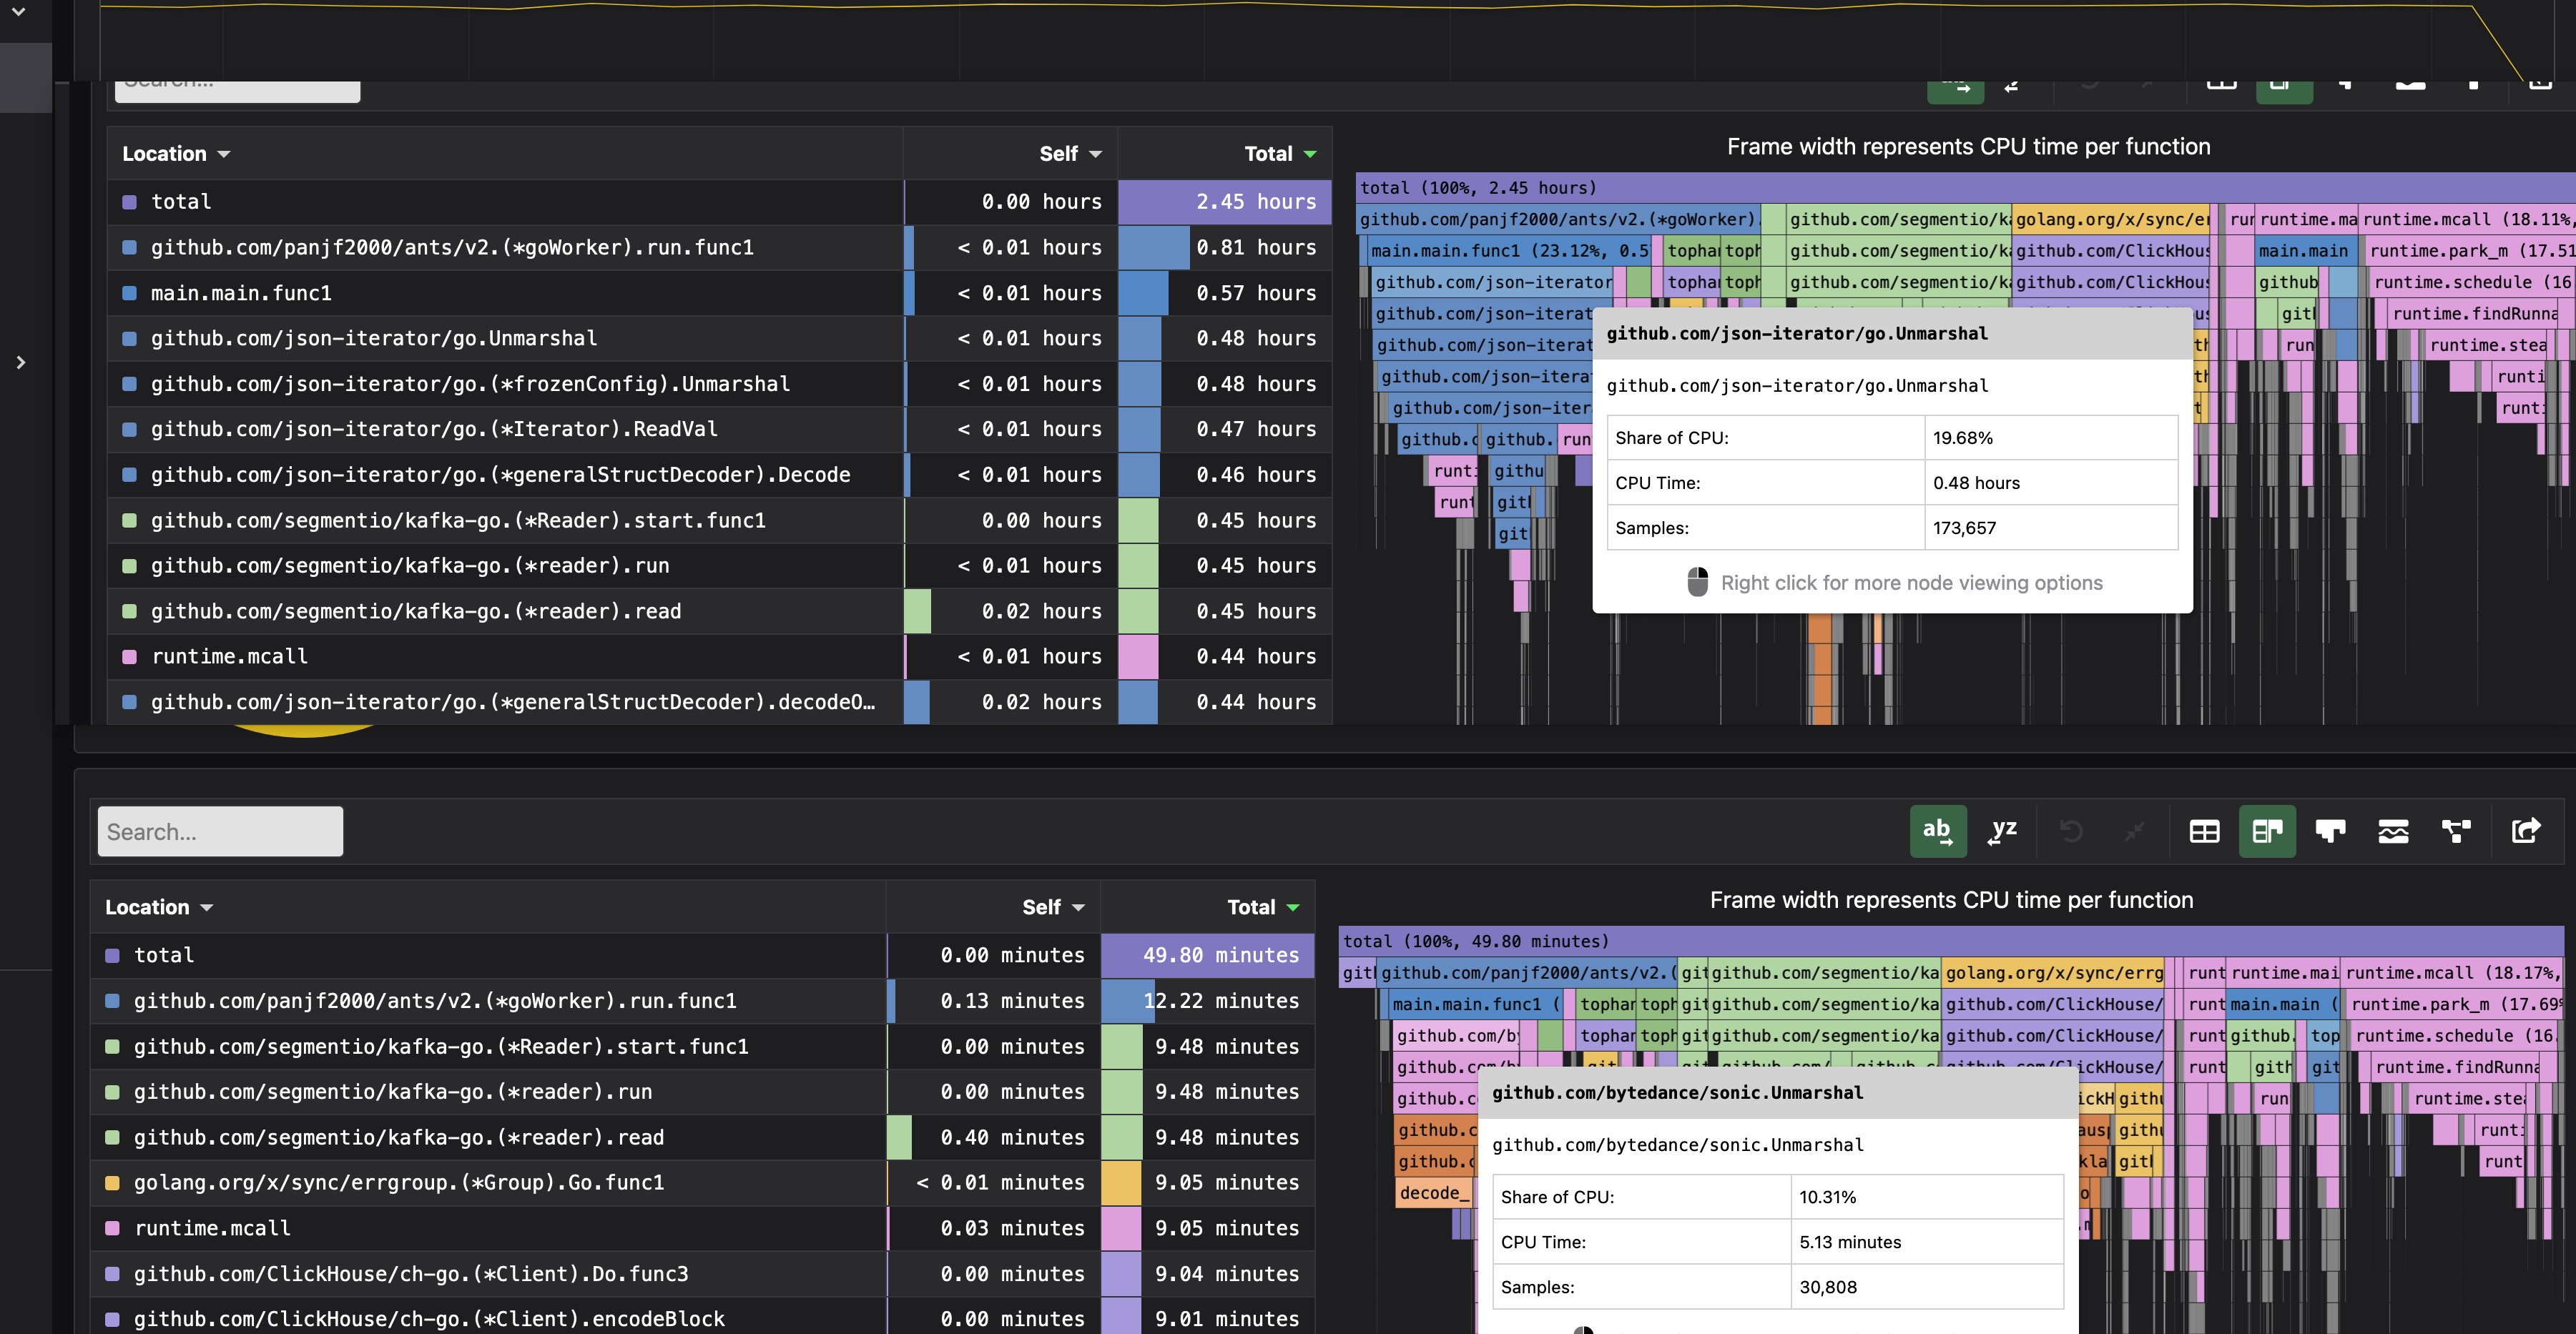 Search...
Location Self Total
total 0.00 hours 2.45 hours
github.com/panjf2000/ants/v2.(*goWorker).run.func1 < 0.01 hours 0.81 hours
main.main.func1 < 0.01 hours 0.57 hours
github.com/json-iterator/go.Unmarshal < 0.01 hours 0.48 hours
github.com/json-iterator/go.(*frozenConfig).Unmarshal < 0.01 hours 0.48 hours
github.com/json-iterator/go.(*Iterator).ReadVal < 0.01 hours 0.47 hours
github.com/json-iterator/go.(*generalStructDecoder).Decode < 0.01 hours 0.46 hours
github.com/segmentio/kafka-go.(*Reader).start.func1 0.00 hours 0.45 hours
github.com/segmentio/kafka-go.(*reader).run < 0.01 hours 0.45 hours
github.com/segmentio/kafka-go.(*reader).read 0.02 hours 0.45 hours
runtime.mcall < 0.01 hours 0.44 hours
github.com/json-iterator/go.(*generalStructDecoder).decodeO… 0.02 hours 0.44 hours
Frame width represents CPU time per function
total (100%, 2.45 hours)
github.com/panjf2000/ants/v2.(*goWorker). github.com/segmentio/ka golang.org/x/sync/er run runtime.ma runtime.mcall (18.11%,
main.main.func1 (23.12%, 0.5 tophan toph github.com/segmentio/ka github.com/ClickHous main.main runtime.park_m (17.51
github.com/json-iterator tophan toph github.com/segmentio/ka github.com/ClickHous github runtime.schedule (16
github.com/json-iterat gith runtime.findRunna
github.com/json-iterat run runtime.stea
github.com/json-itera runti
github.com/json-iter runt
github.c github. run
runt githu
runt gith
git
github.com/json-iterator/go.Unmarshal
github.com/json-iterator/go.Unmarshal
Share of CPU: 19.68%
CPU Time: 0.48 hours
Samples: 173,657
Right click for more node viewing options
Search...
ab yz
Location Self Total
total 0.00 minutes 49.80 minutes
github.com/panjf2000/ants/v2.(*goWorker).run.func1 0.13 minutes 12.22 minutes
github.com/segmentio/kafka-go.(*Reader).start.func1 0.00 minutes 9.48 minutes
github.com/segmentio/kafka-go.(*reader).run 0.00 minutes 9.48 minutes
github.com/segmentio/kafka-go.(*reader).read 0.40 minutes 9.48 minutes
golang.org/x/sync/errgroup.(*Group).Go.func1 < 0.01 minutes 9.05 minutes
runtime.mcall 0.03 minutes 9.05 minutes
github.com/ClickHouse/ch-go.(*Client).Do.func3 0.00 minutes 9.04 minutes
github.com/ClickHouse/ch-go.(*Client).encodeBlock 0.00 minutes 9.01 minutes
Frame width represents CPU time per function
total (100%, 49.80 minutes)
gith github.com/panjf2000/ants/v2.( git github.com/segmentio/ka golang.org/x/sync/errg runt runtime.mai runtime.mcall (18.17%,
main.main.func1 ( tophan toph git github.com/segmentio/ka github.com/ClickHouse/ runt main.main ( runtime.park_m (17.69%
github.com/by tophan toph git github.com/segmentio/ka github.com/ClickHouse/ runt github. top runtime.schedule (16.
runt gith git runtime.findRunna
github.c githu run runtime.stea
github.c githu runti
github.c gith runt
decode_
github.com/bytedance/sonic.Unmarshal
github.com/bytedance/sonic.Unmarshal
Share of CPU: 10.31%
CPU Time: 5.13 minutes
Samples: 30,808